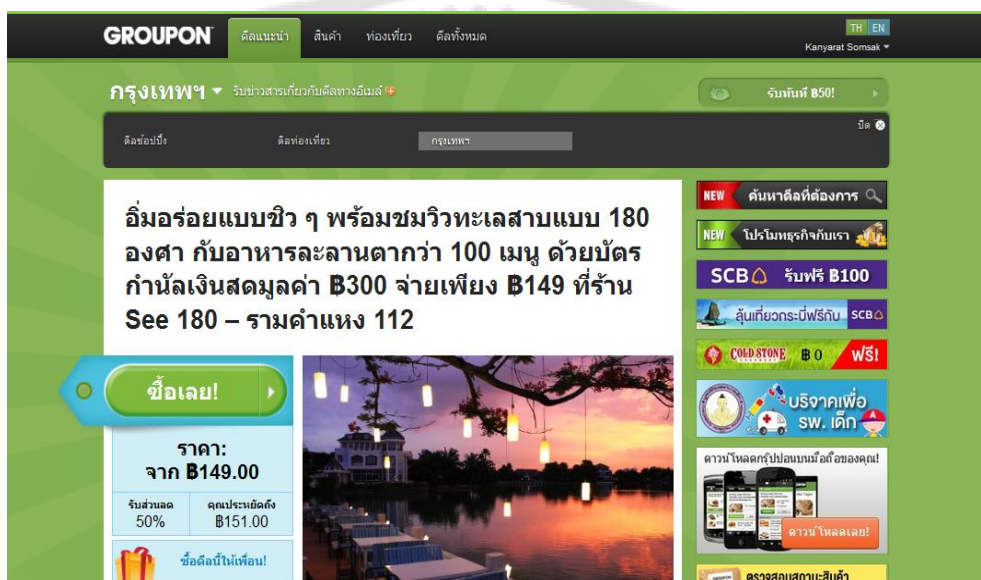 GROUPON
ดีลแนะนำ สินค้า ท่องเที่ยว ดีลทั้งหมด
TH EN
Kanyarat Somsak
กรุงเทพฯ รับข่าวสารเกี่ยวกับดีลทางอีเมล์
รับทันที ฿50!
ปิด
ดีลช้อปปิ้ง ดีลท่องเที่ยว กรุงเทพฯ
อิ่มอร่อยแบบชิว ๆ พร้อมชมวิวทะเลสาบแบบ 180
องศา กับอาหารละลานตากว่า 100 เมนู ด้วยบัตร
กำนัลเงินสดมูลค่า ฿300 จ่ายเพียง ฿149 ที่ร้าน
See 180 – รามคำแหง 112
ซื้อเลย!
ราคา:
จาก ฿149.00
รับส่วนลด คุณประหยัดถึง
50% ฿151.00
ซื้อดีลนี้ให้เพื่อน!
NEW ค้นหาดีลที่ต้องการ
NEW โปรโมทธุรกิจกับเรา
SCB รับฟรี ฿100
ลุ้นเที่ยวกระบี่ฟรีกับ SCB
COLD STONE ฿ 0 ฟรี!
บริจาคเพื่อ
รพ. เด็ก
ดาวน์โหลดกรุ๊ปปอนบนมือถือของคุณ!
ดาวน์โหลดเลย!
ตรวจสอบสถานะสินค้า